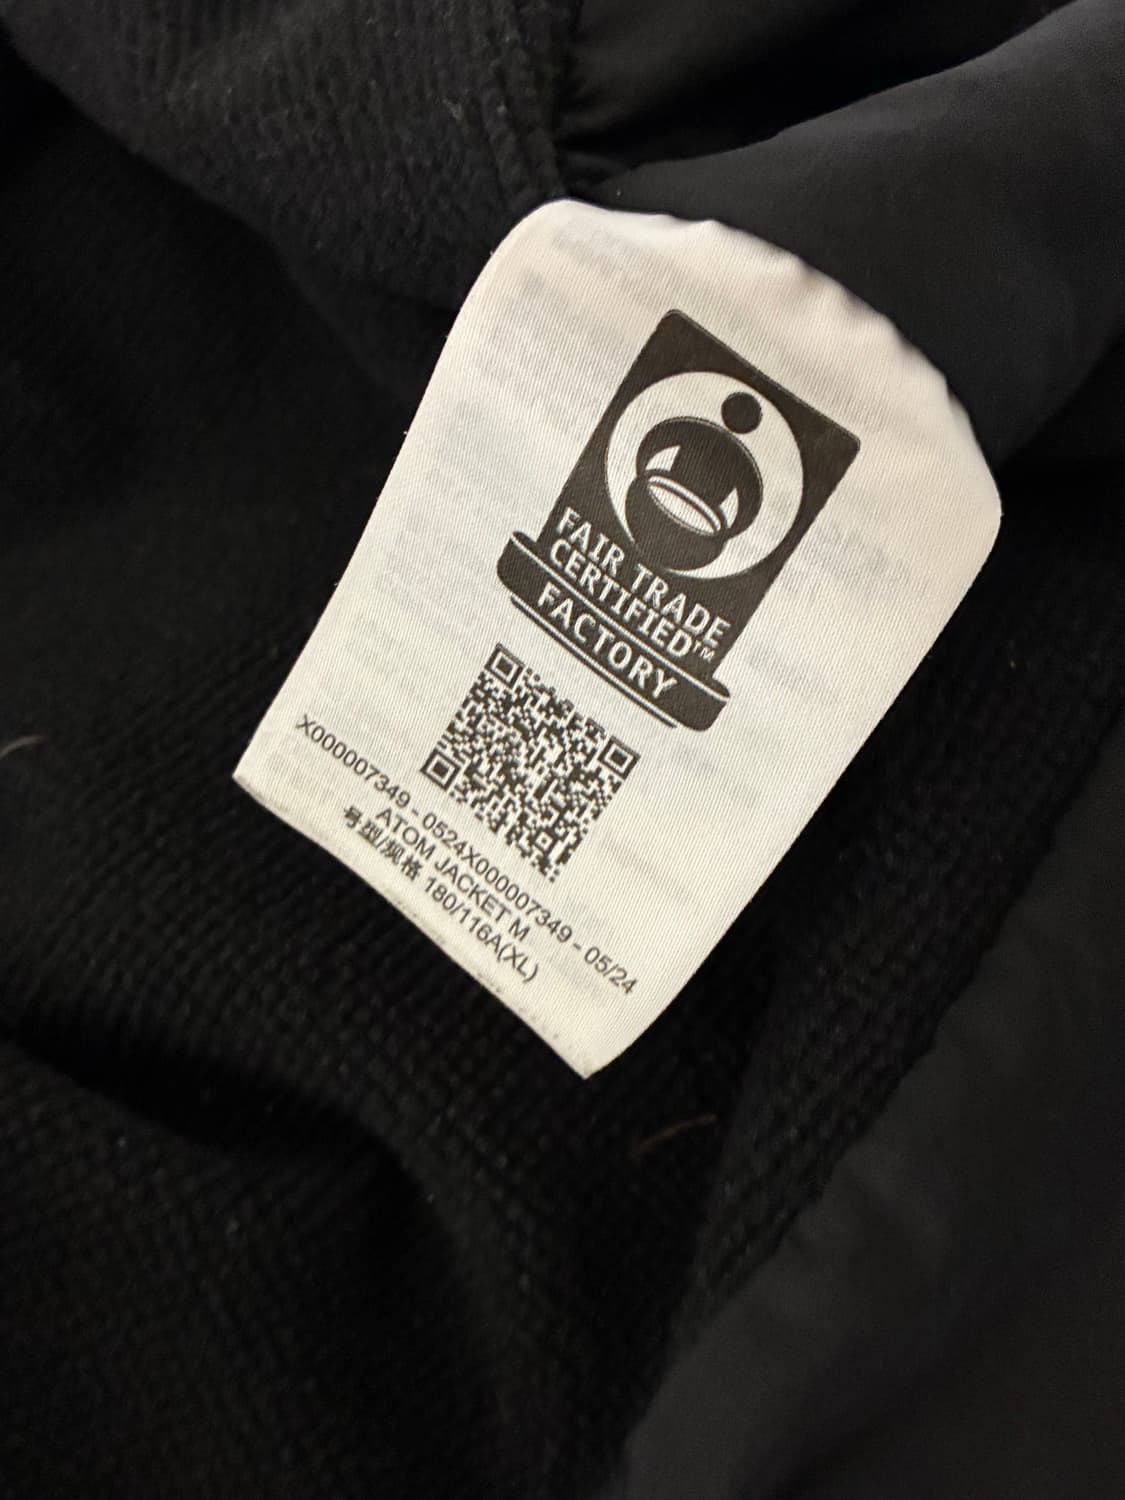 FAIR TRADE
CERTIFIED™
FACTORY
X000007349 - 0524X000007349 - 05/24
ATOM JACKET M
号型/规格 180/116A(XL)